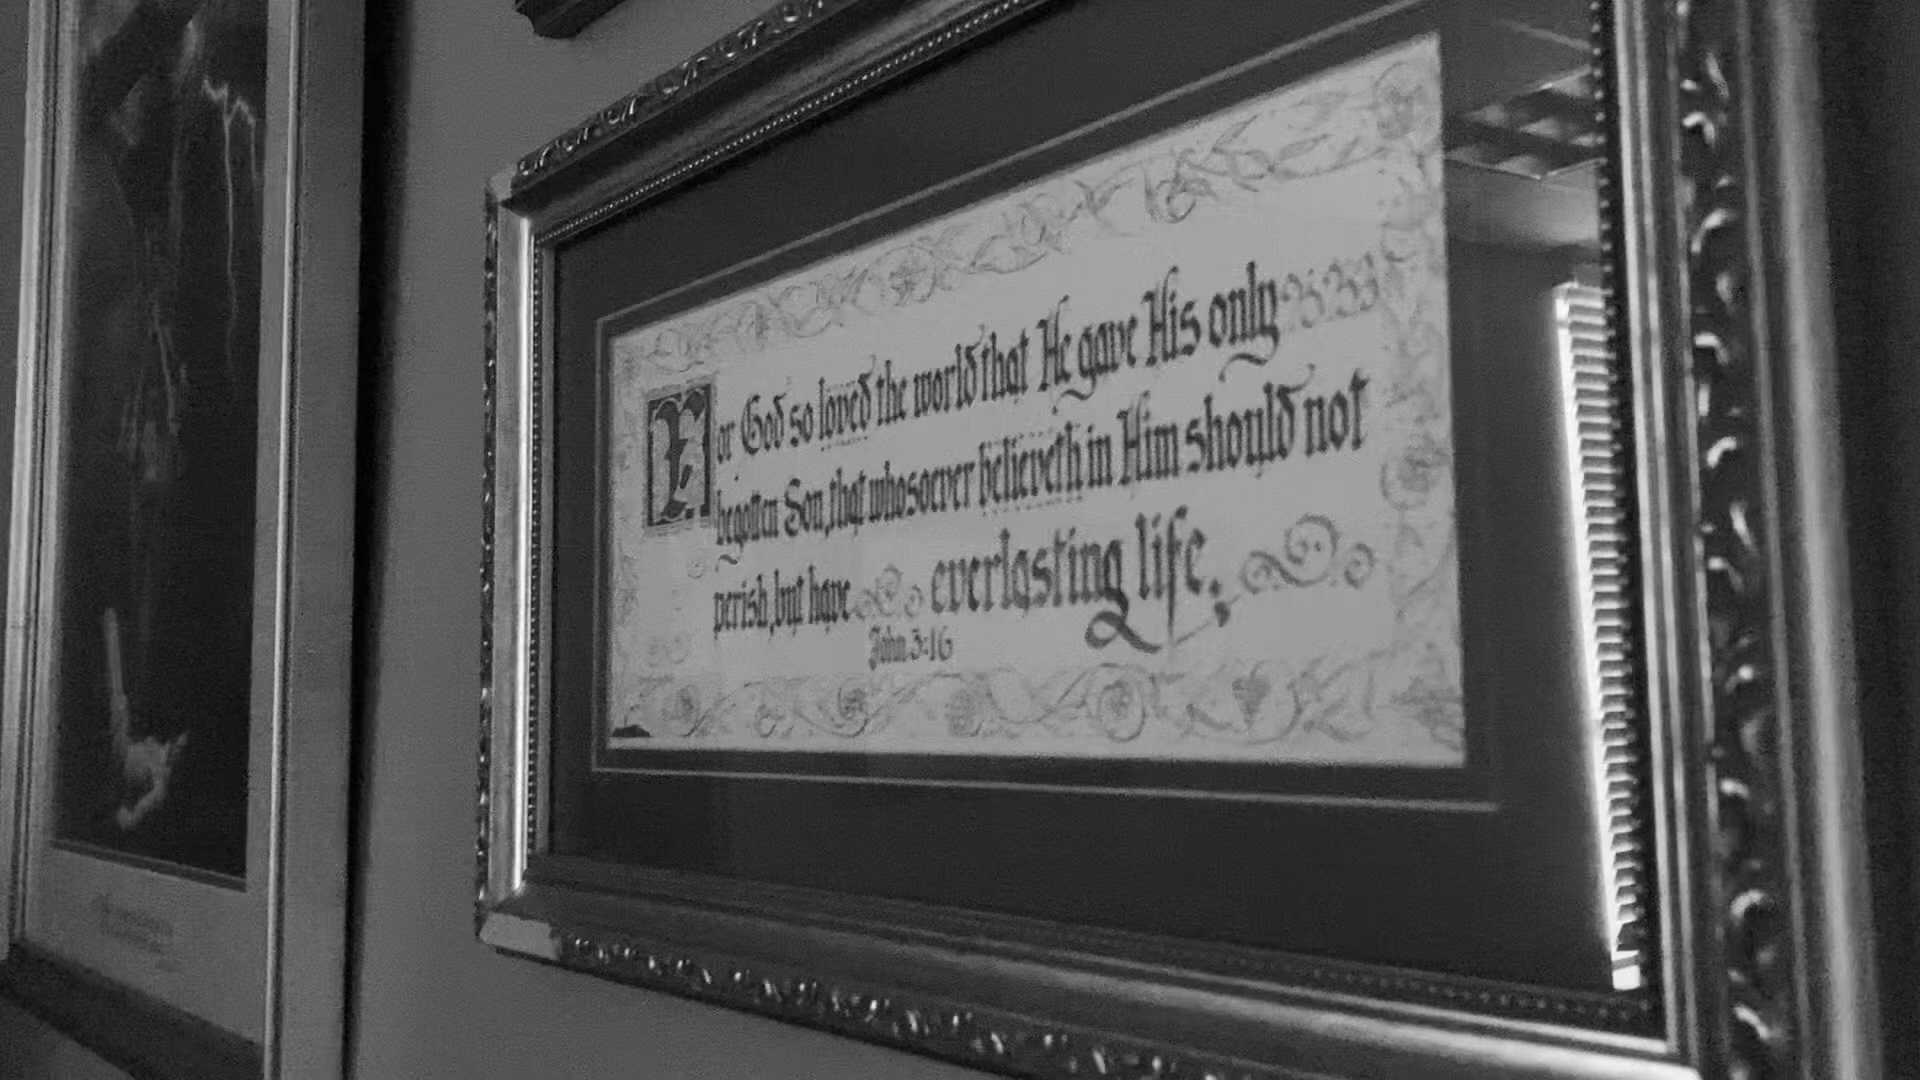 For God so loved the world that He gave His only
begotten Son, that whosoever believeth in Him should not
perish, but have everlasting life.
John 3:16